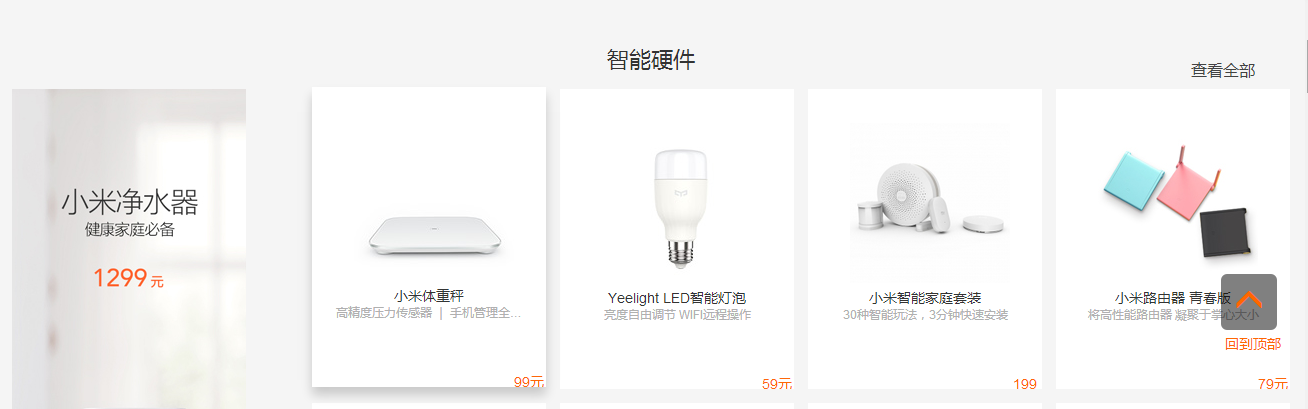 智能硬件
查看全部
小米净水器
健康家庭必备
1299元
小米体重秤
高精度压力传感器 | 手机管理全...
99元
Yeelight LED智能灯泡
亮度自由调节 WIFI远程操作
59元
小米智能家庭套装
30种智能玩法，3分钟快速安装
199
小米路由器 青春版
将高性能路由器 凝聚于掌心大小
79元
回到顶部